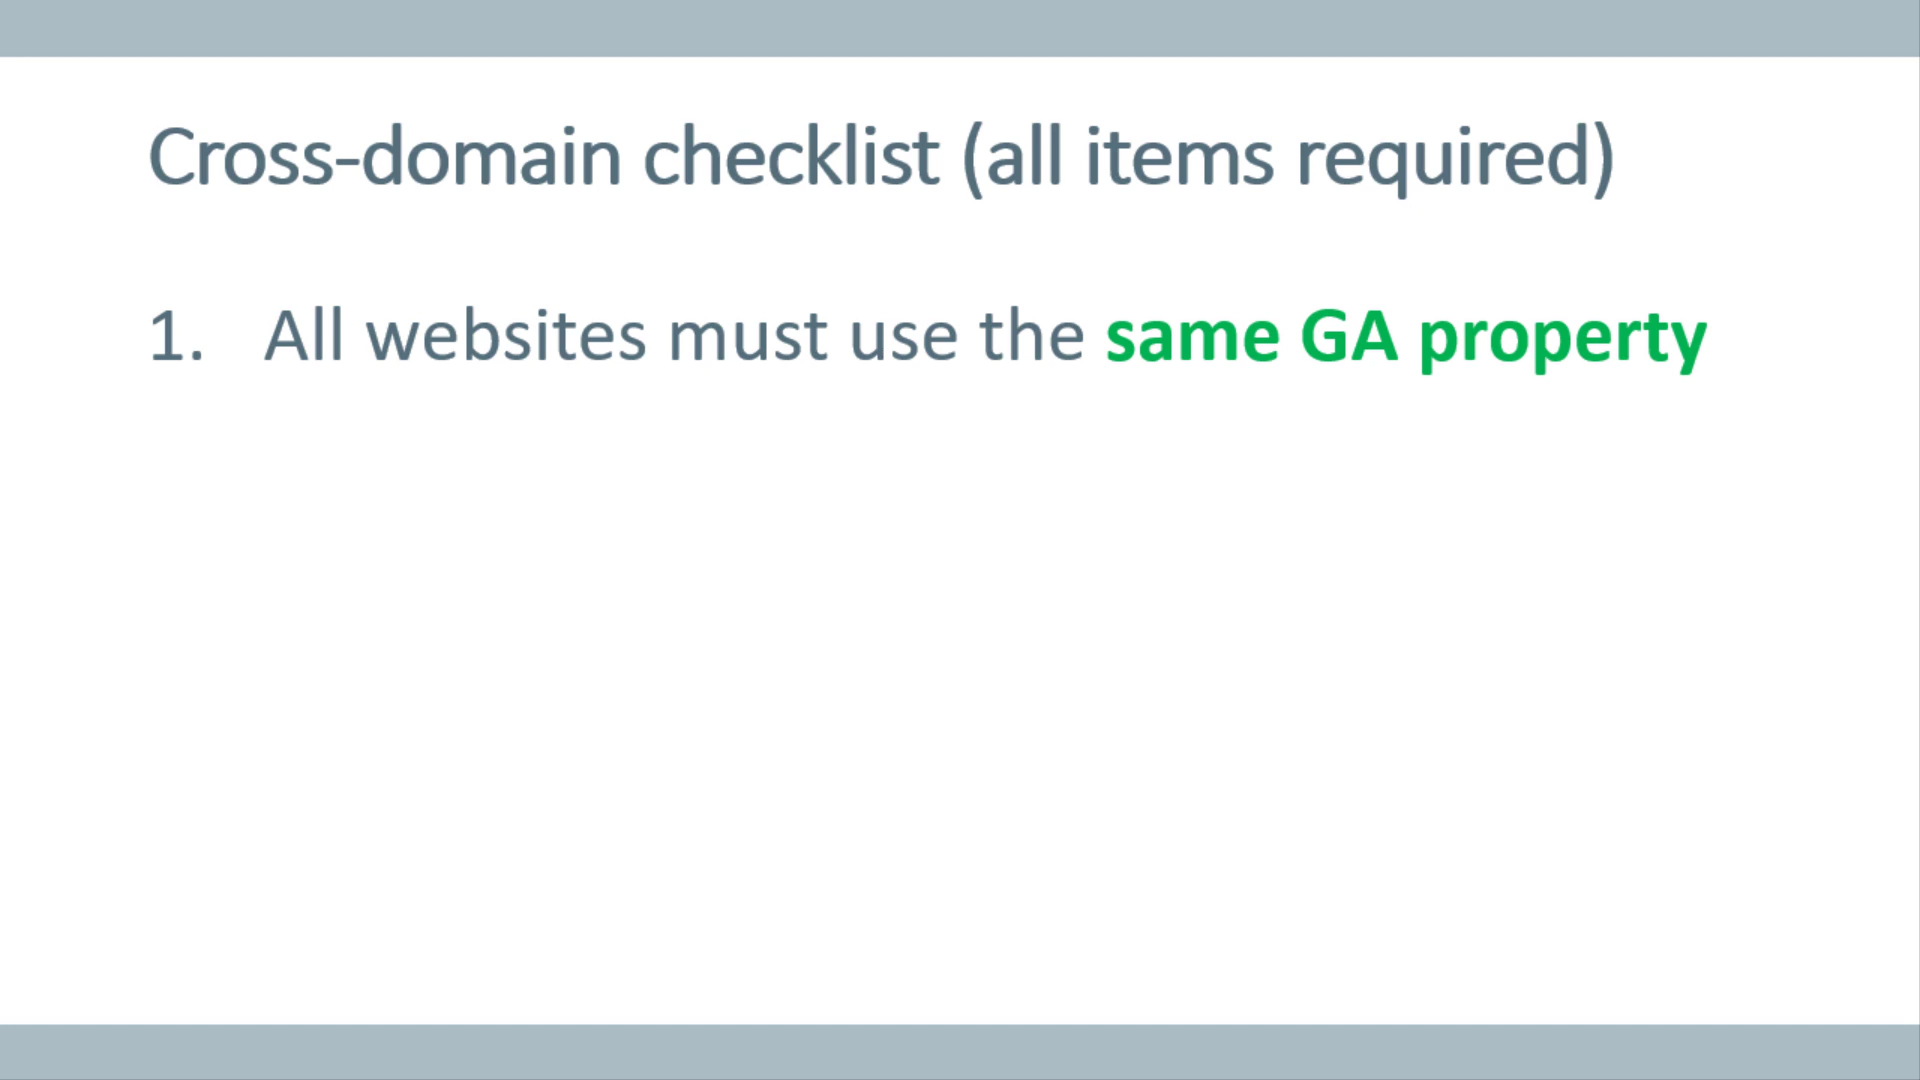 Cross-domain checklist (all items required)
1. All websites must use the same GA property